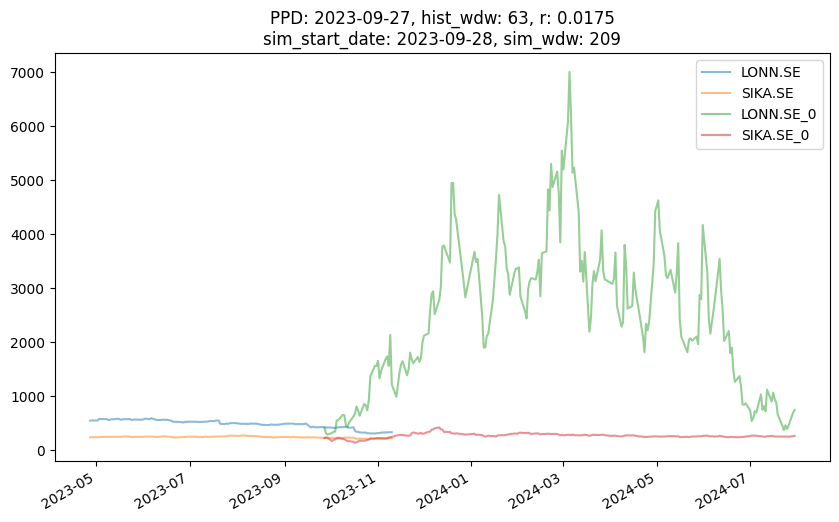 PPD: 2023-09-27, hist_wdw: 63, r: 0.0175
sim_start_date: 2023-09-28, sim_wdw: 209
LONN.SE
SIKA.SE
LONN.SE_0
SIKA.SE_0
7000
6000
5000
4000
3000
2000
1000
0
2023-05
2023-07
2023-09
2023-11
2024-01
2024-03
2024-05
2024-07